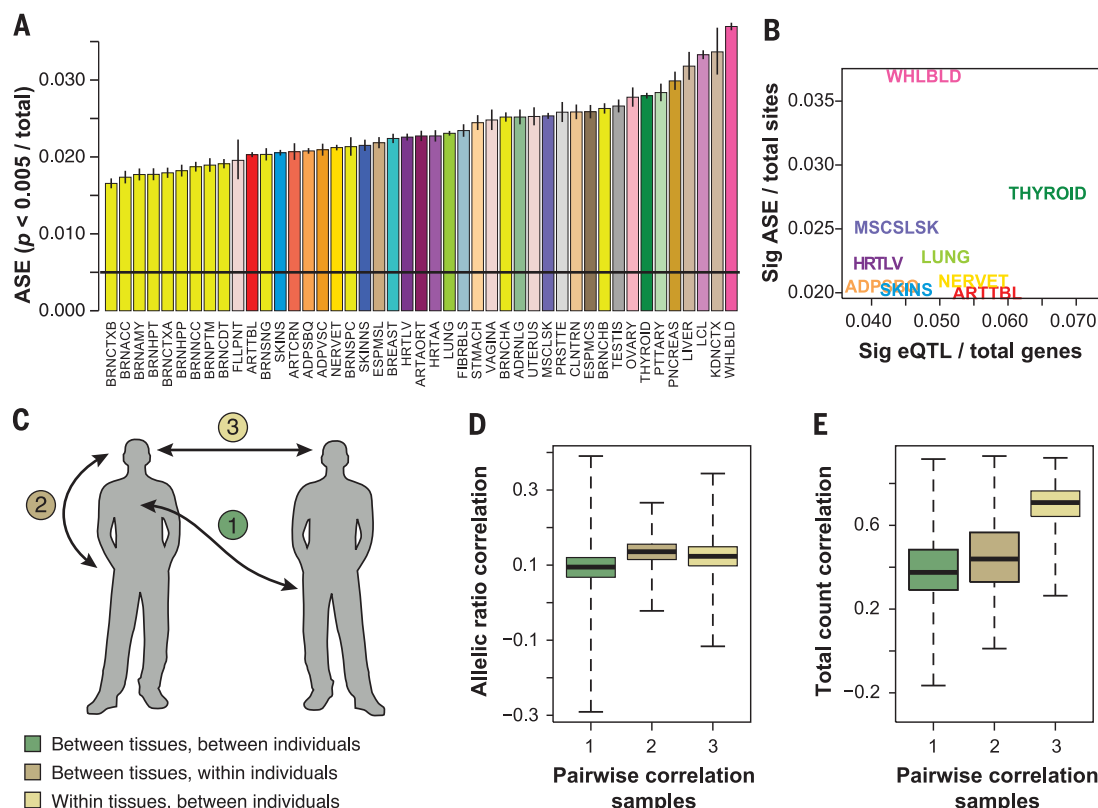 A
ASE (p < 0.005 / total)
0.030
0.020
0.010
0.000
BRNCTXB
BRNACC
BRNAMY
BRNHPT
BRNCTXA
BRNHPP
BRNNCC
BRNPTM
BRNCDT
FLLPNT
ARTTBL
BRNSNG
SKINS
ARTCRN
ADPSBQ
ADPVSC
NERVET
BRNSPC
SKINNS
ESPMSL
BREAST
HRTLV
ARTAORT
HRTAA
LUNG
FIBRBLS
STMACH
VAGINA
BRNCHA
ADRNLG
UTERUS
MSCLSK
PRSTTE
CLNTRN
ESPMCS
BRNCHB
TESTIS
OVARY
THYROID
PTTARY
PNCREAS
LIVER
LCL
KDNCTX
WHLBLD
B
Sig ASE / total sites
0.035
0.030
0.025
0.020
WHLBLD
THYROID
MSCSLSK
LUNG
HRTLV
NERVET
ADPSBQ
SKINS
ARTTBL
0.040 0.050 0.060 0.070
Sig eQTL / total genes
C
3
2
1
Between tissues, between individuals
Between tissues, within individuals
Within tissues, between individuals
D
Allelic ratio correlation
0.3
0.1
−0.1
−0.3
1 2 3
Pairwise correlation
samples
E
Total count correlation
0.6
0.2
−0.2
1 2 3
Pairwise correlation
samples